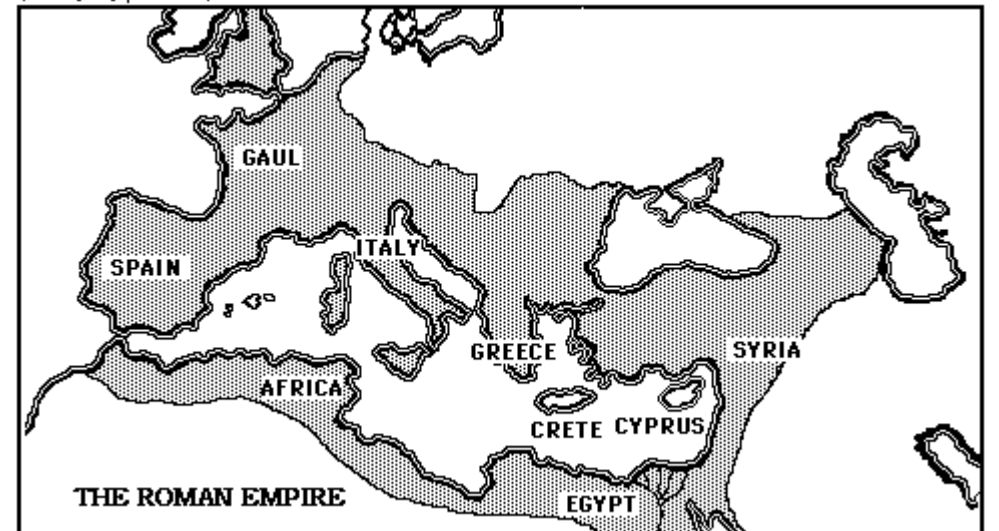 GAUL
ITALY
SPAIN
GREECE
SYRIA
AFRICA
CRETE
CYPRUS
THE ROMAN EMPIRE
EGYPT